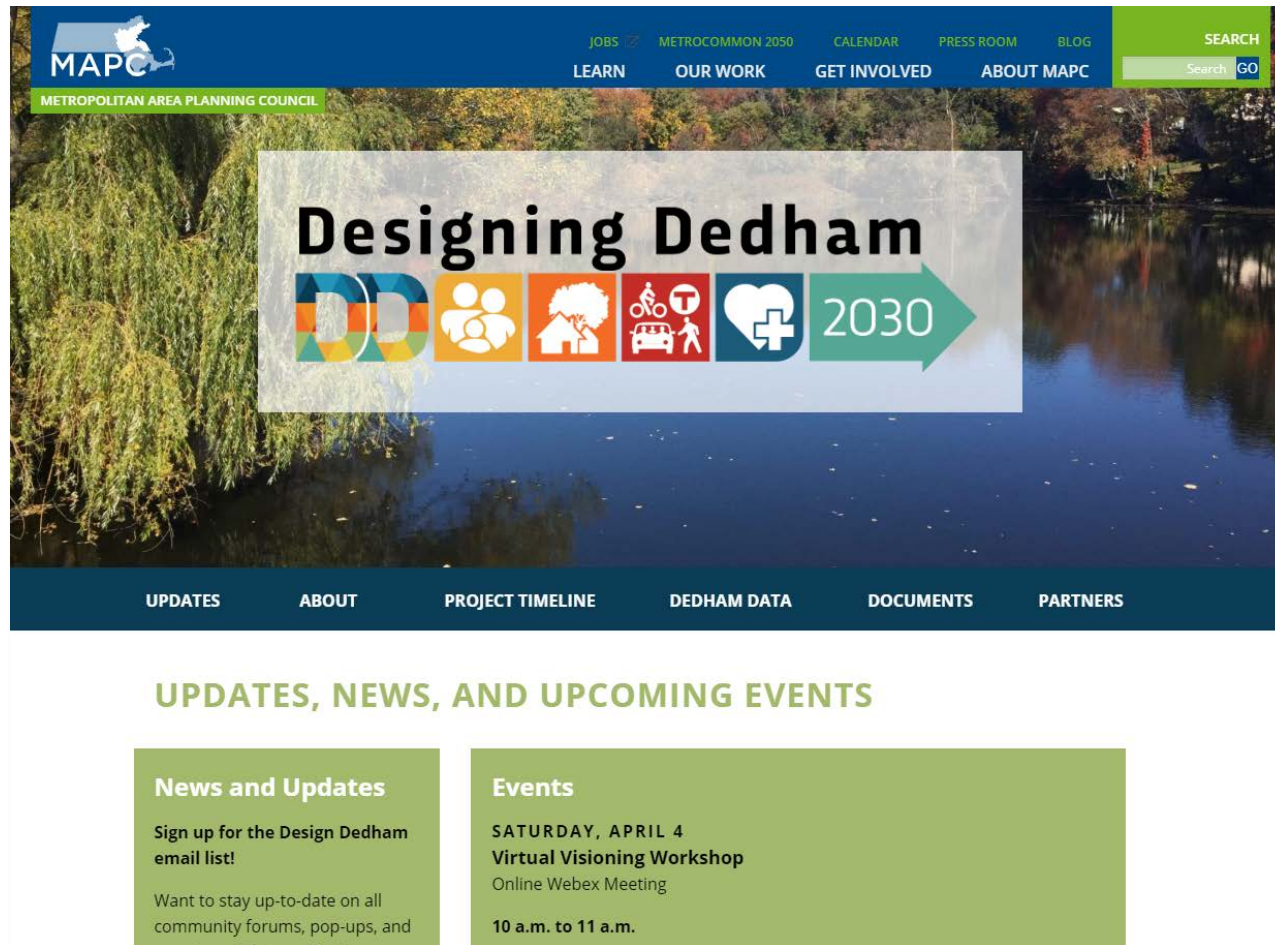 MAPC
METROPOLITAN AREA PLANNING COUNCIL
JOBS METROCOMMON 2050 CALENDAR PRESS ROOM BLOG
LEARN OUR WORK GET INVOLVED ABOUT MAPC
SEARCH
Search GO
Designing Dedham
DD T 2030
UPDATES ABOUT PROJECT TIMELINE DEDHAM DATA DOCUMENTS PARTNERS
UPDATES, NEWS, AND UPCOMING EVENTS
News and Updates
Sign up for the Design Dedham
email list!
Want to stay up-to-date on all
community forums, pop-ups, and
Events
SATURDAY, APRIL 4
Virtual Visioning Workshop
Online Webex Meeting
10 a.m. to 11 a.m.